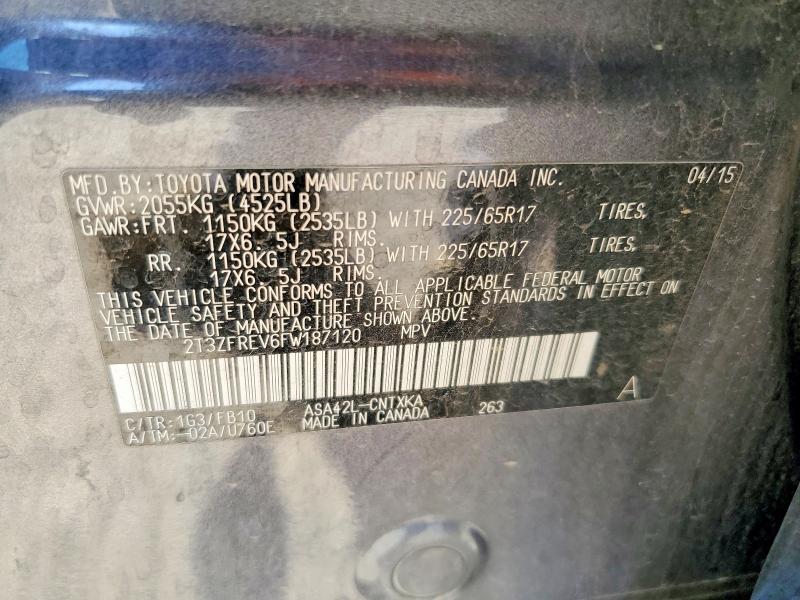 MFD.BY:TOYOTA MOTOR MANUFACTURING CANADA INC. 04/15
GVWR:2055KG (4525LB)
GAWR:FRT. 1150KG (2535LB) WITH 225/65R17 TIRES,
17X6. 5J RIMS.
RR. 1150KG (2535LB) WITH 225/65R17 TIRES,
17X6. 5J RIMS.
THIS VEHICLE CONFORMS TO ALL APPLICABLE FEDERAL MOTOR
VEHICLE SAFETY AND THEFT PREVENTION STANDARDS IN EFFECT ON
THE DATE OF MANUFACTURE SHOWN ABOVE.
2T3ZFREV6FW187120 MPV
C/TR:1G3/FB10 ASA42L-CNTXKA 263 A
A/TM:-02A/U760E MADE IN CANADA